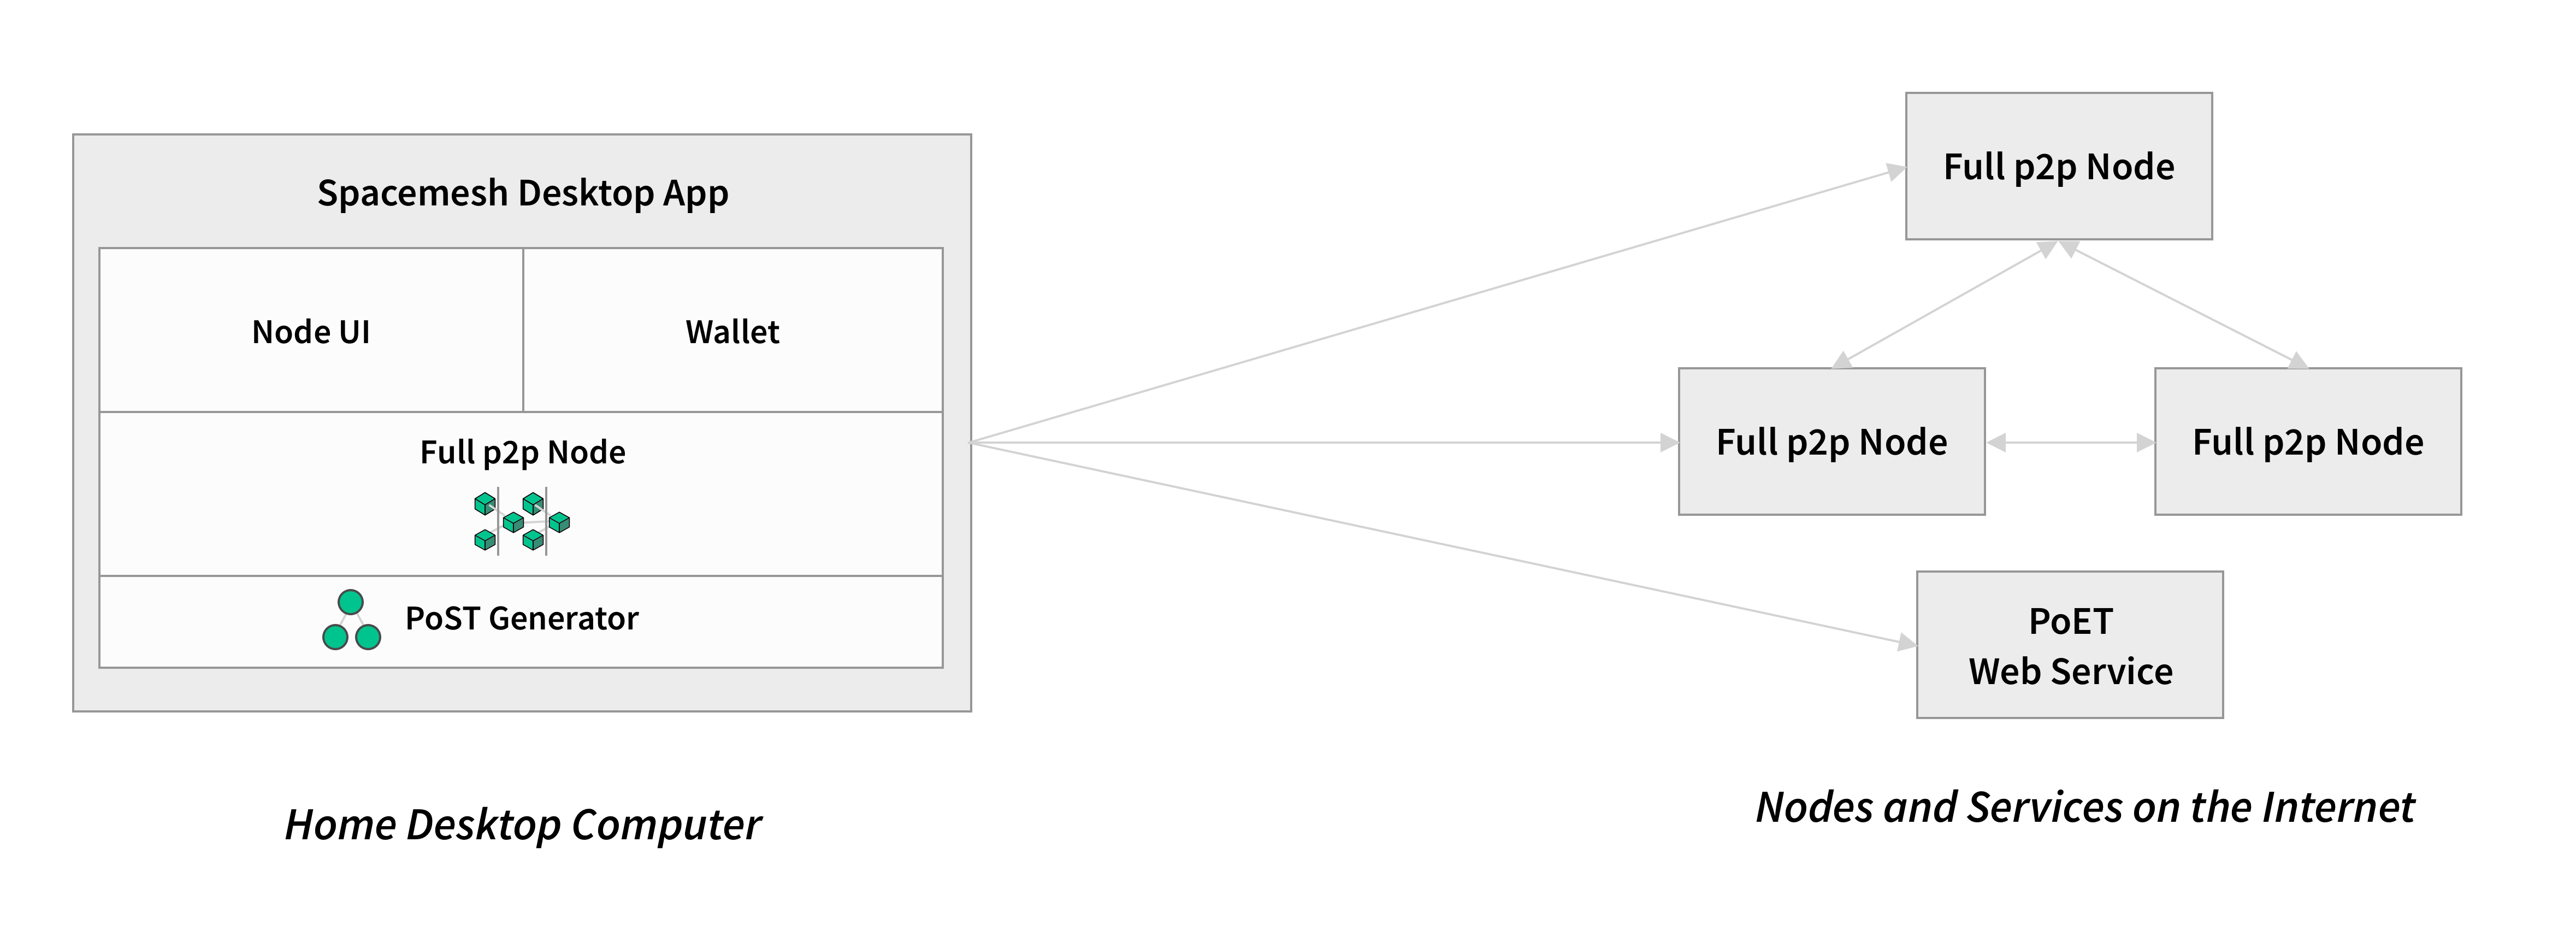 Spacemesh Desktop App
Node UI
Wallet
Full p2p Node
PoST Generator
Home Desktop Computer
Full p2p Node
Full p2p Node
Full p2p Node
PoET
Web Service
Nodes and Services on the Internet